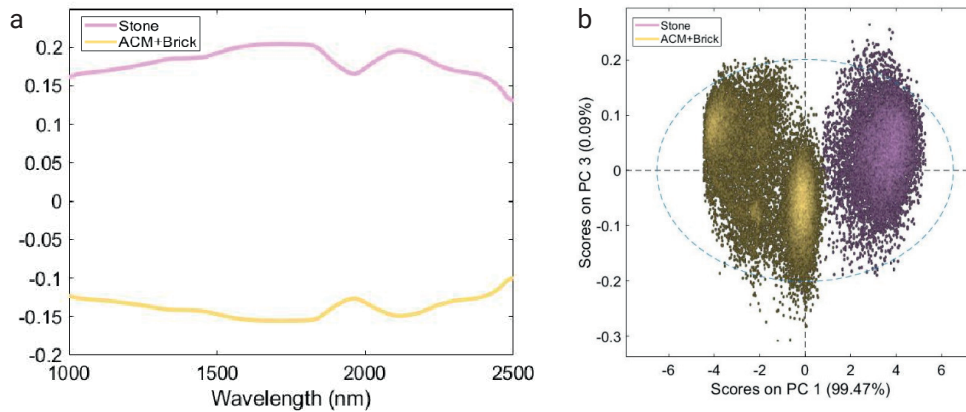 a
Stone
ACM+Brick
0.2
0.15
0.1
0.05
0
-0.05
-0.1
-0.15
-0.2
1000 1500 2000 2500
Wavelength (nm)
b
Stone
ACM+Brick
Scores on PC 3 (0.09%)
0.2
0.1
0
-0.1
-0.2
-0.3
-6 -4 -2 0 2 4 6
Scores on PC 1 (99.47%)